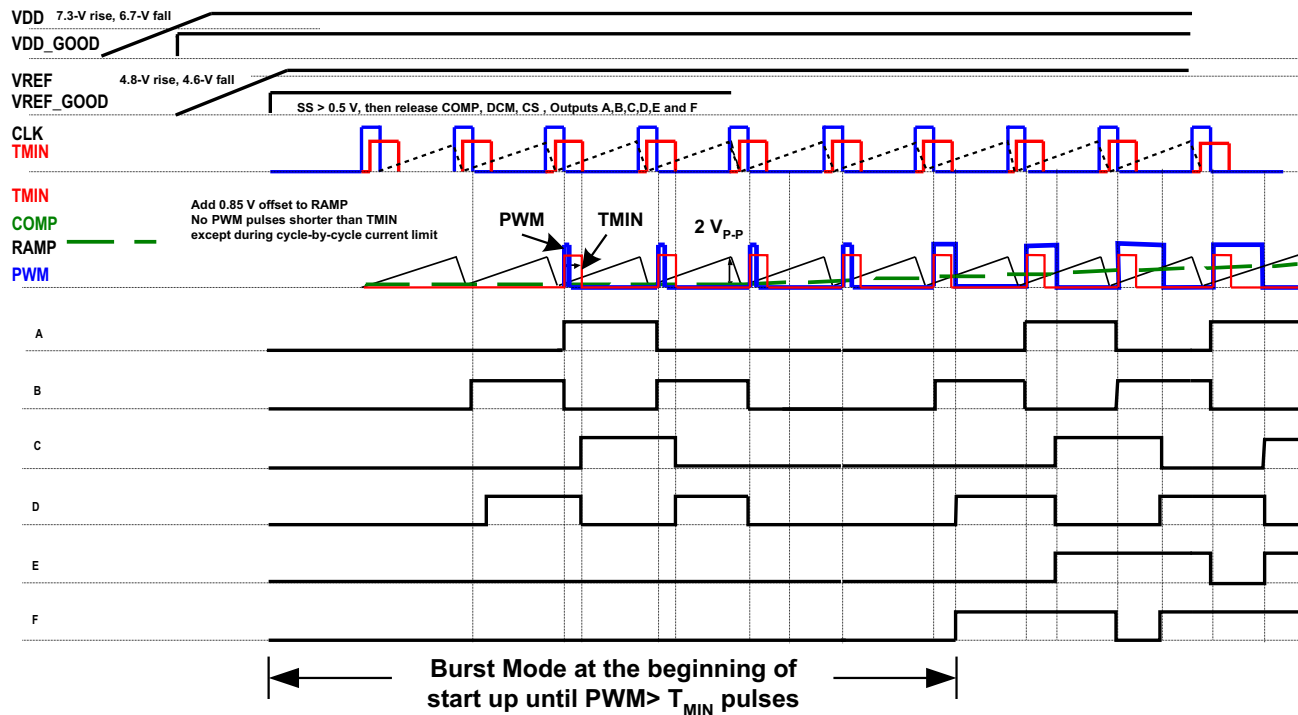 VDD 7.3-V rise, 6.7-V fall
VDD_GOOD
VREF 4.8-V rise, 4.6-V fall
VREF_GOOD
SS > 0.5 V, then release COMP, DCM, CS , Outputs A,B,C,D,E and F
CLK
TMIN
TMIN
Add 0.85 V offset to RAMP
No PWM pulses shorter than TMIN
except during cycle-by-cycle current limit
COMP
RAMP
PWM
PWM
TMIN
2 VP-P
A
B
C
D
E
F
Burst Mode at the beginning of
start up until PWM> TMIN pulses